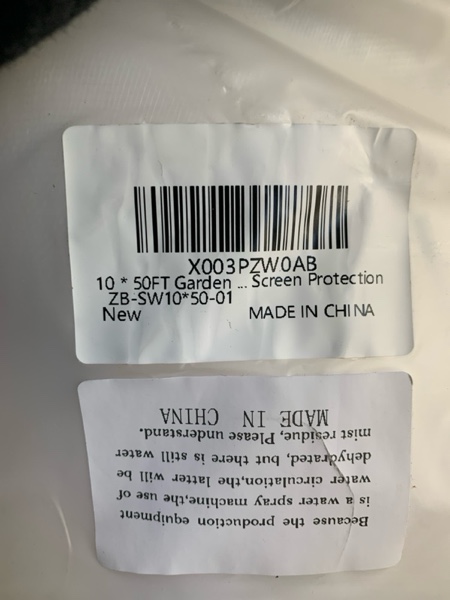 X003PZW0AB
10 * 50FT Garden ... Screen Protection
ZB-SW10*50-01
New MADE IN CHINA
Because the production equipment
is a water spray machine,the use of
water circulation,the latter will be
dehydrated, but there is still water
mist residue, Please understand.
MADE IN CHINA